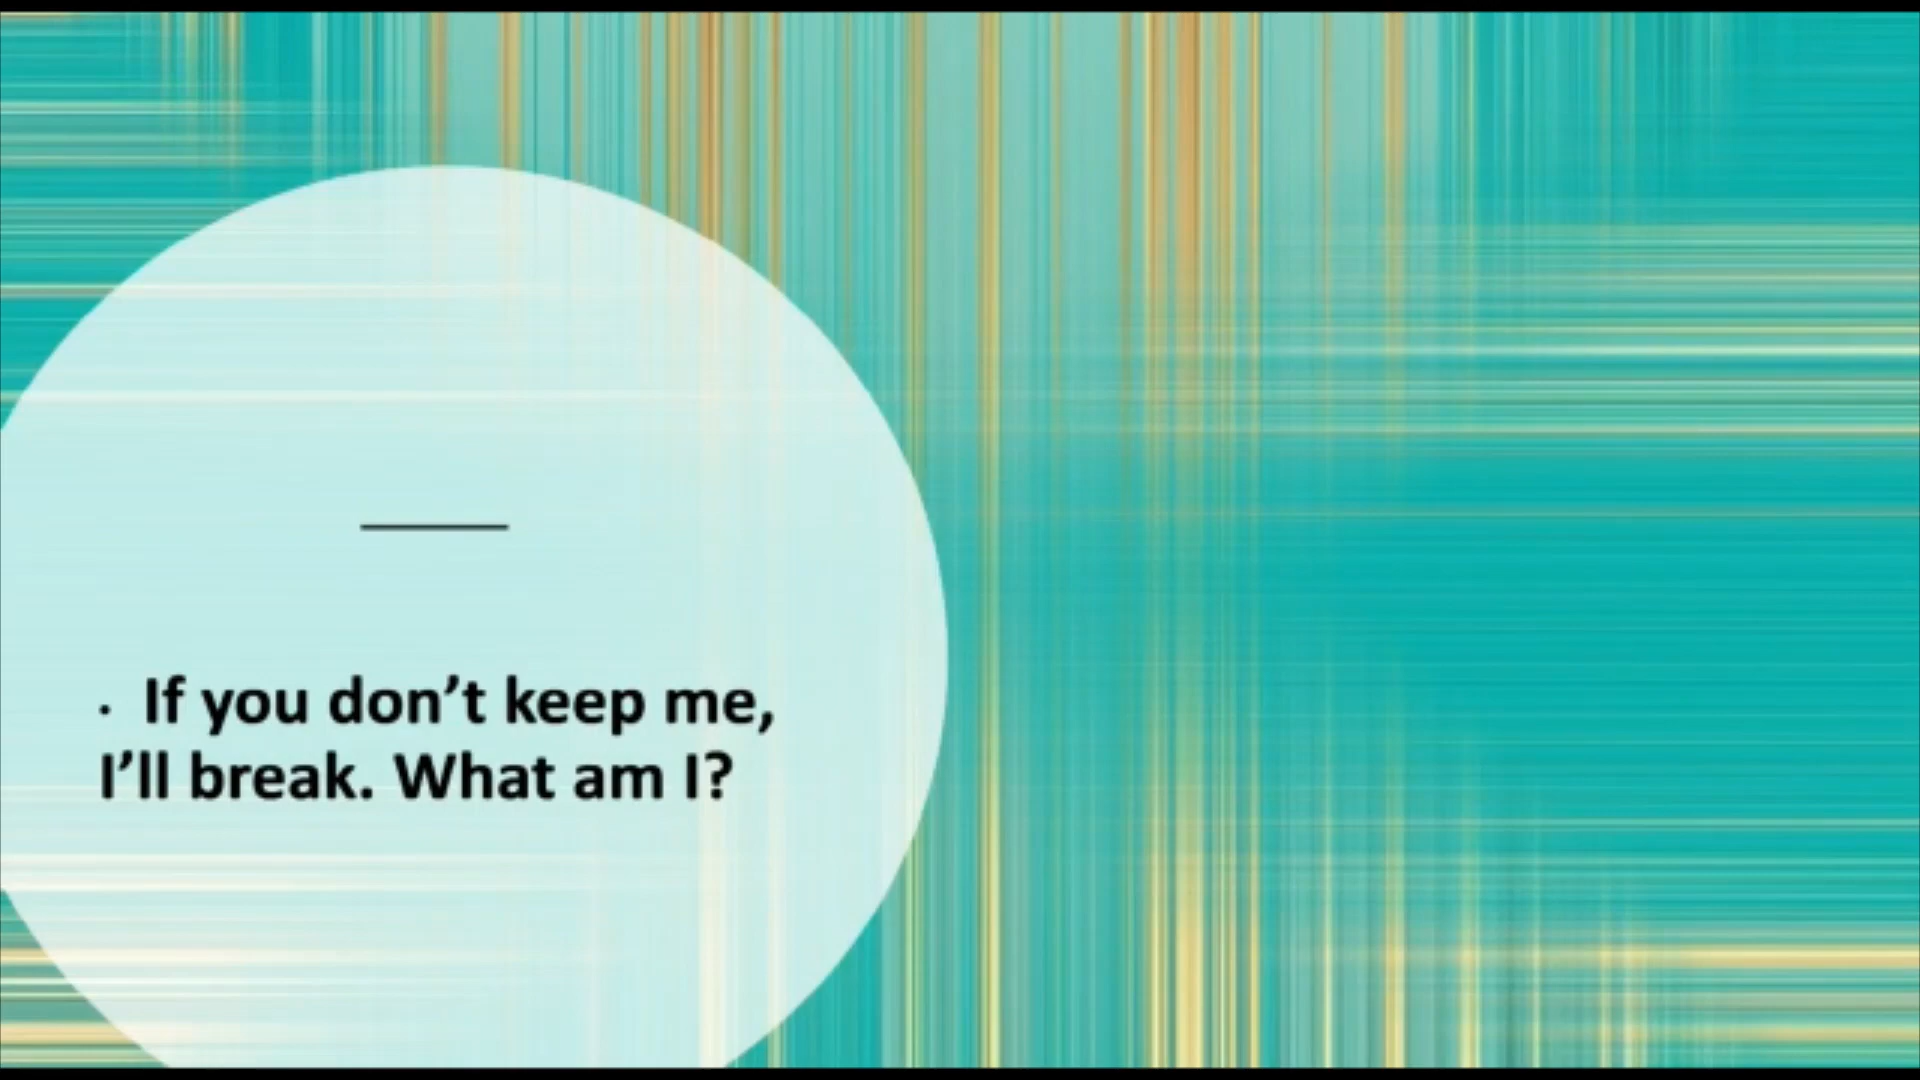 · If you don’t keep me,
I’ll break. What am I?